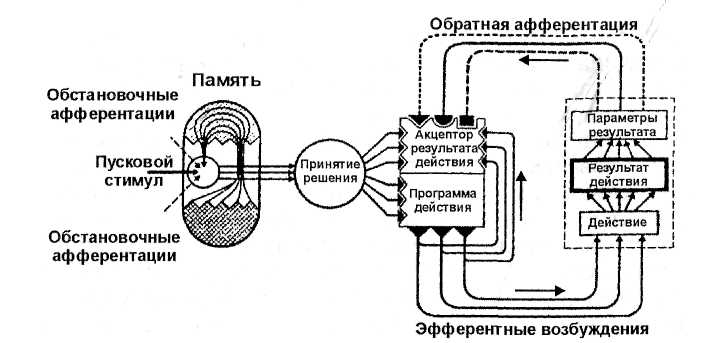 Обратная афферентация
Память
Обстановочные
афферентации
Пусковой
стимул
Обстановочные
афферентации
Принятие
решения
Акцептор
результата
действия
Программа
действия
Параметры
результата
Результат
действия
Действие
Эфферентные возбуждения